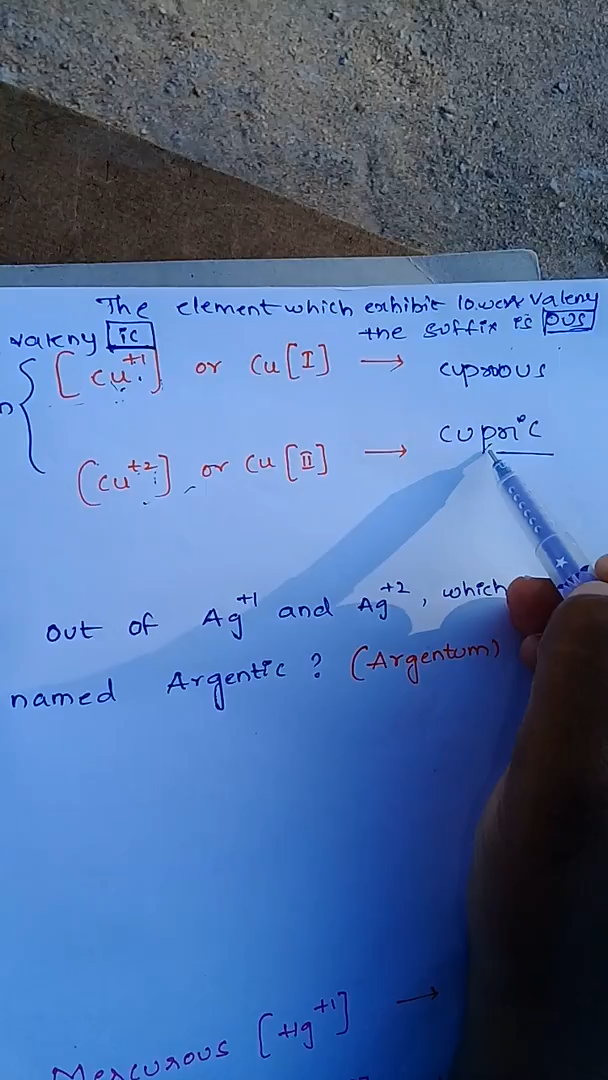 The element which exhibit lower valeny
valeny ic the suffix is ous
[Cu+1] or Cu [I] → cuprous
[Cu+2] or Cu [II] → cupric
out of Ag+1 and Ag+2, which
named Argentic ? (Argentum)
Mercurous [Hg+1] →